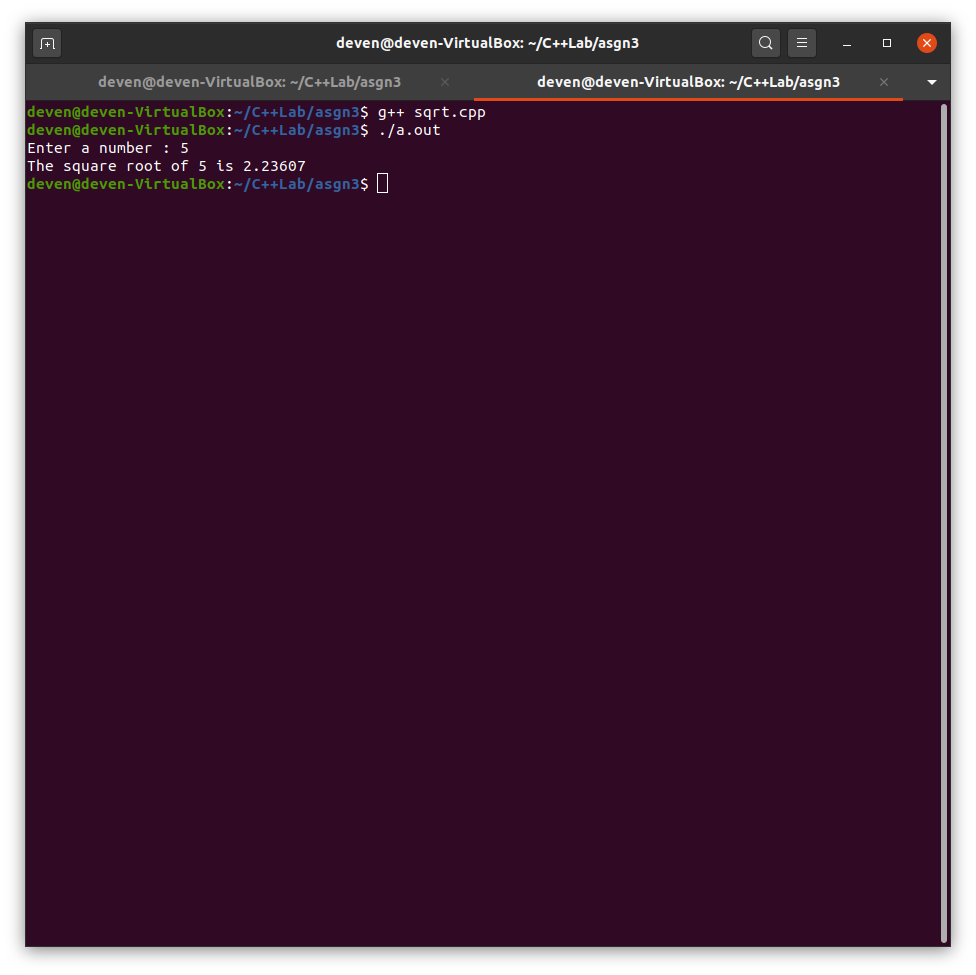 deven@deven-VirtualBox: ~/C++Lab/asgn3
deven@deven-VirtualBox: ~/C++Lab/asgn3 deven@deven-VirtualBox: ~/C++Lab/asgn3
deven@deven-VirtualBox:~/C++Lab/asgn3$ g++ sqrt.cpp
deven@deven-VirtualBox:~/C++Lab/asgn3$ ./a.out
Enter a number : 5
The square root of 5 is 2.23607
deven@deven-VirtualBox:~/C++Lab/asgn3$